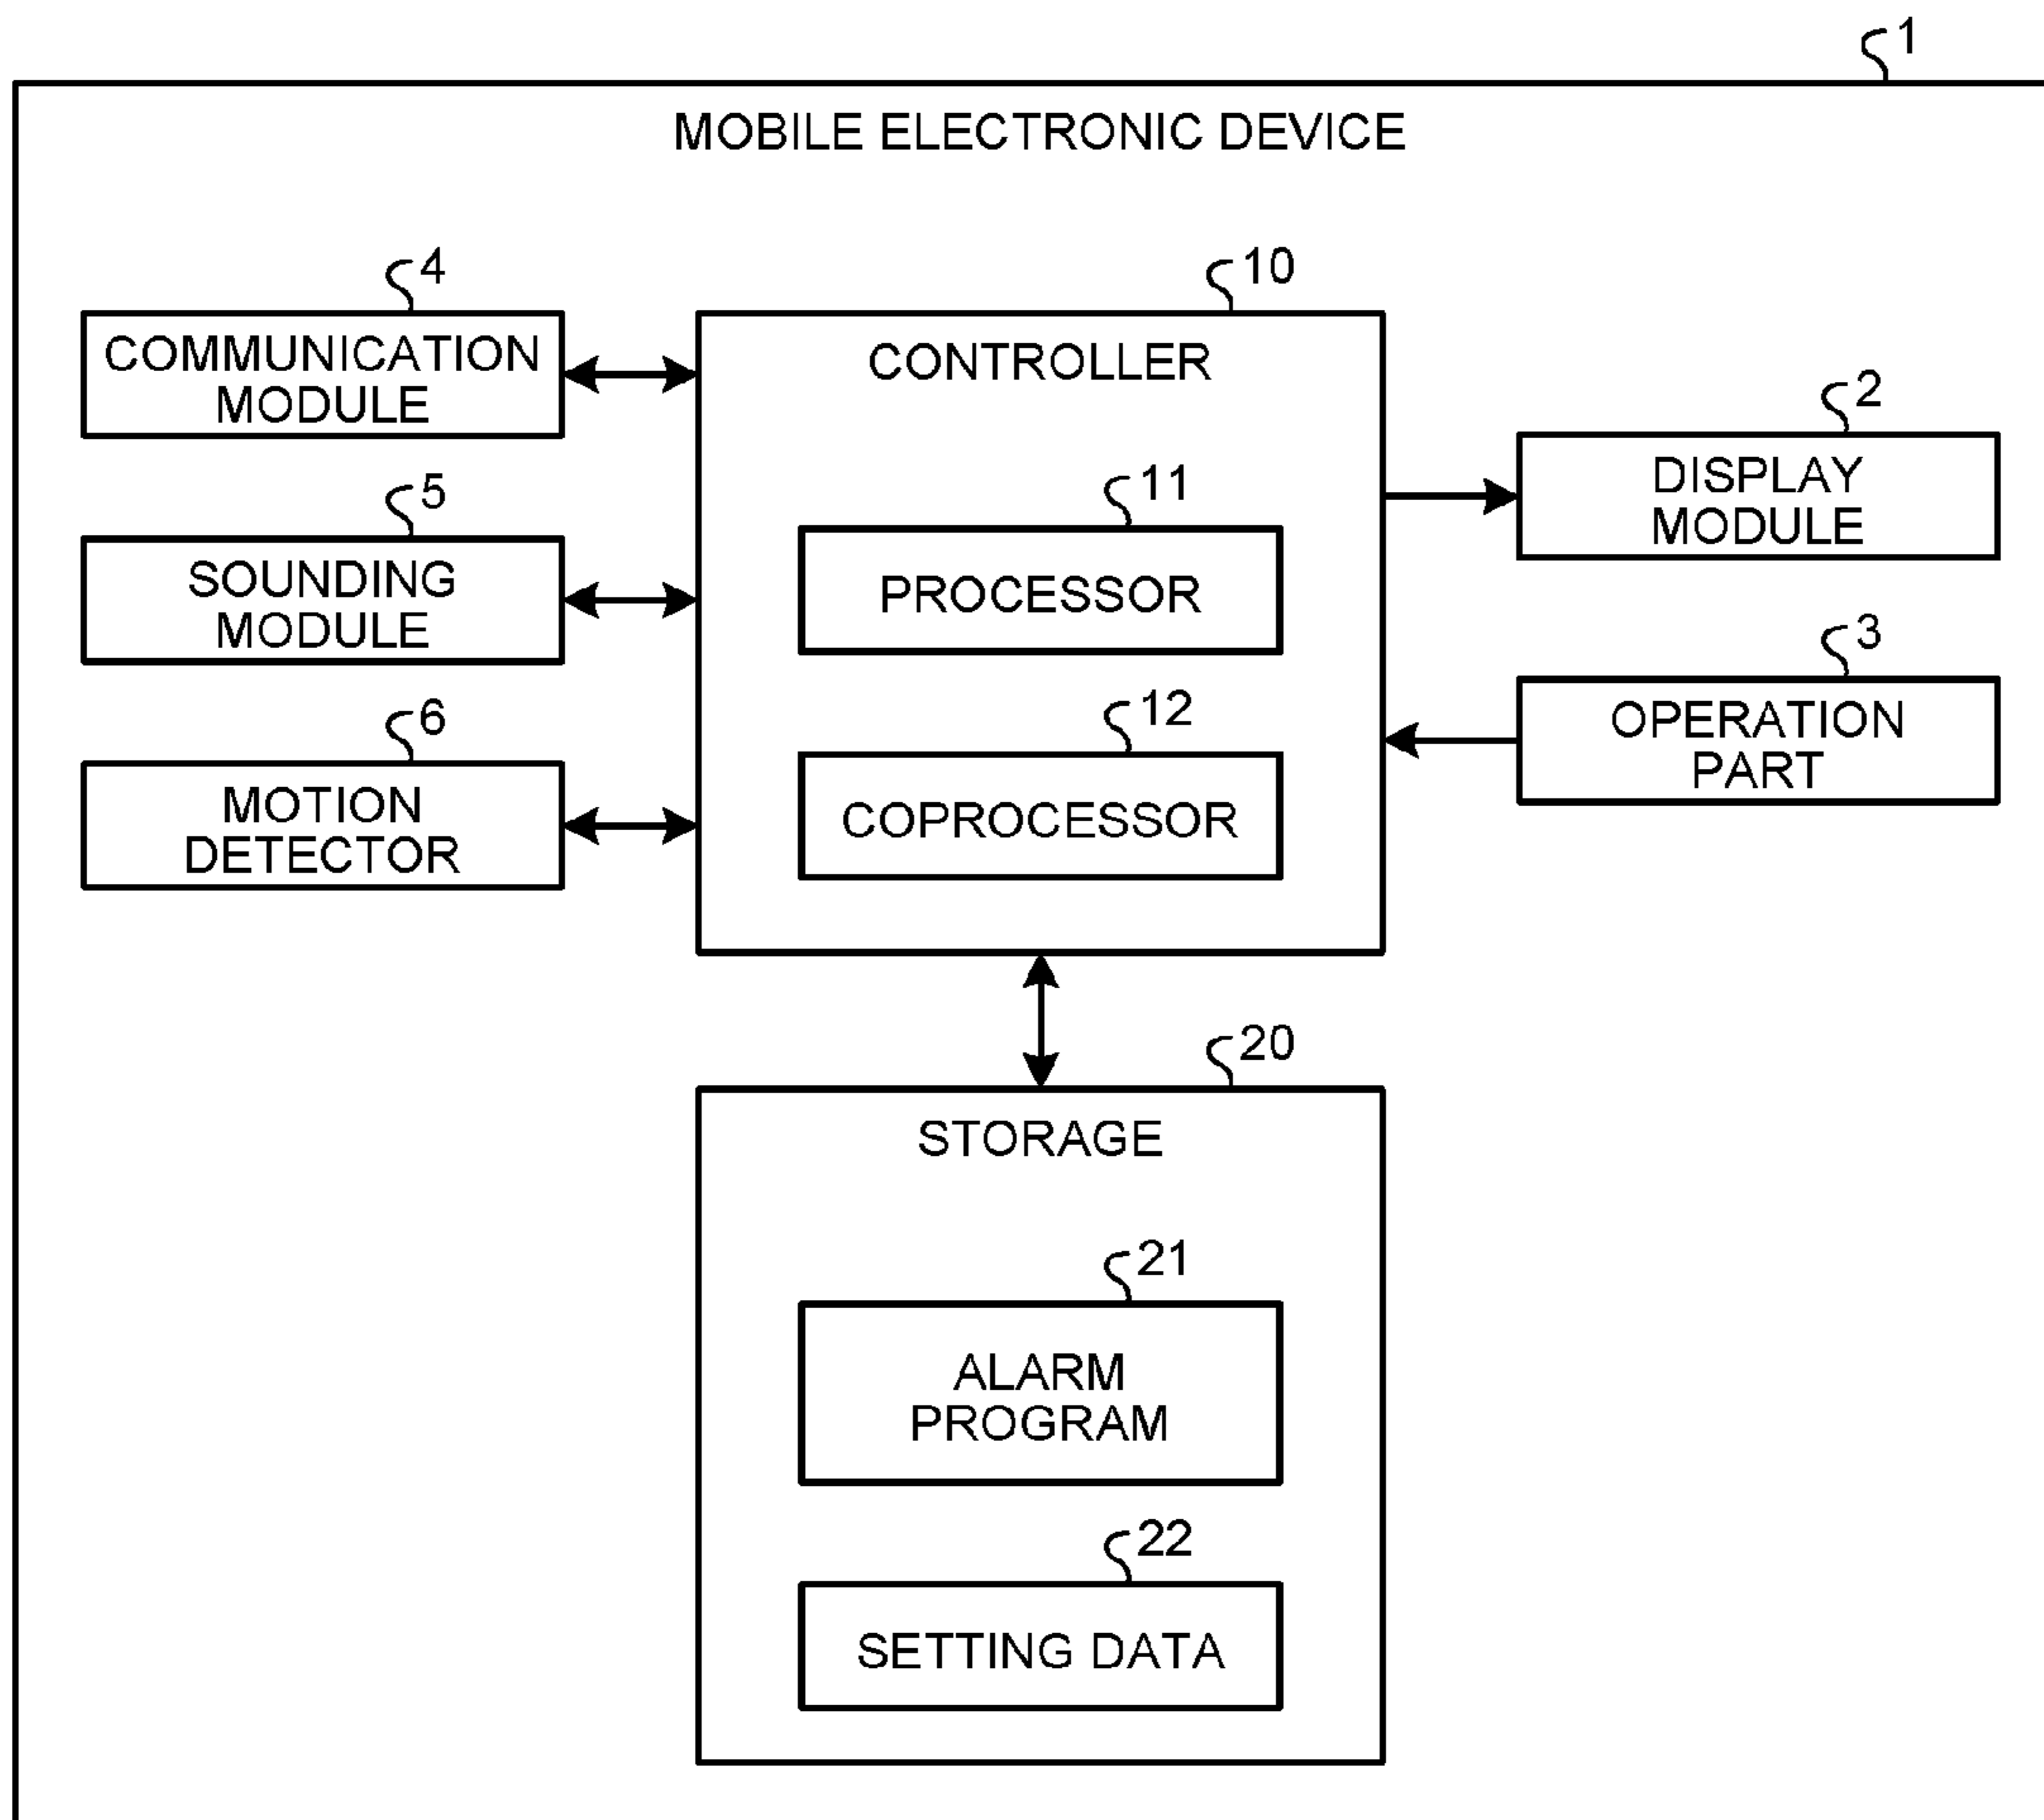 1
MOBILE ELECTRONIC DEVICE
4
COMMUNICATION
MODULE
5
SOUNDING
MODULE
6
MOTION
DETECTOR
10
CONTROLLER
11
PROCESSOR
12
COPROCESSOR
2
DISPLAY
MODULE
3
OPERATION
PART
20
STORAGE
21
ALARM
PROGRAM
22
SETTING DATA